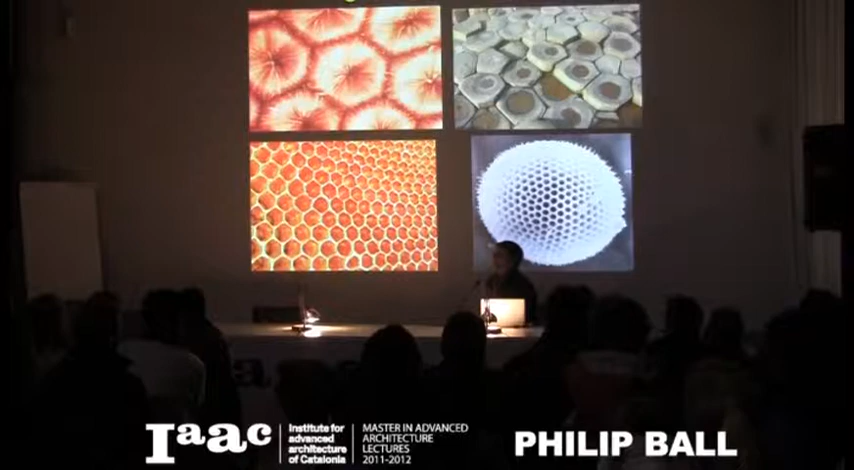 Iaac
Institute for
advanced
architecture
of Catalonia
MASTER IN ADVANCED
ARCHITECTURE
LECTURES
2011-2012
PHILIP BALL